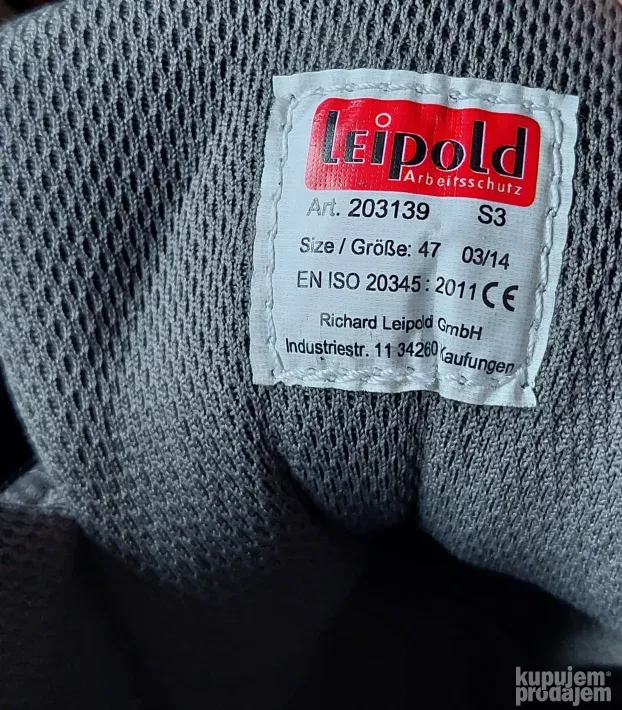 Leipold
Arbeitsschutz
Art. 203139 S3
Size / Größe: 47 03/14
EN ISO 20345: 2011 CE
Richard Leipold GmbH
Industriestr. 11 34260 Kaufungen
kupujem
prodajem